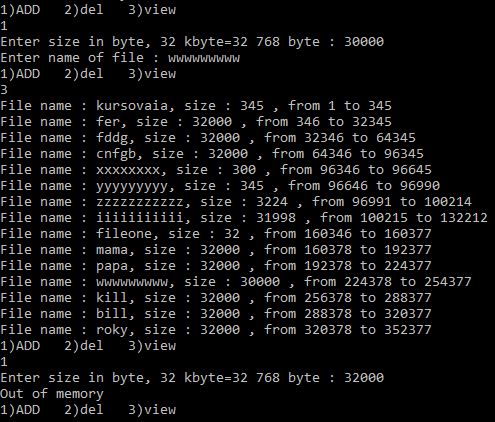 1)ADD   2)del   3)view
1
Enter size in byte, 32 kbyte=32 768 byte : 30000
Enter name of file : wwwwwwwww
1)ADD   2)del   3)view
3
File name : kursovaia, size : 345 , from 1 to 345
File name : fer, size : 32000 , from 346 to 32345
File name : fddg, size : 32000 , from 32346 to 64345
File name : cnfgb, size : 32000 , from 64346 to 96345
File name : xxxxxxxx, size : 300 , from 96346 to 96645
File name : yyyyyyyyy, size : 345 , from 96646 to 96990
File name : zzzzzzzzzzz, size : 3224 , from 96991 to 100214
File name : iiiiiiiiiii, size : 31998 , from 100215 to 132212
File name : fileone, size : 32 , from 160346 to 160377
File name : mama, size : 32000 , from 160378 to 192377
File name : papa, size : 32000 , from 192378 to 224377
File name : wwwwwwwww, size : 30000 , from 224378 to 254377
File name : kill, size : 32000 , from 256378 to 288377
File name : bill, size : 32000 , from 288378 to 320377
File name : roky, size : 32000 , from 320378 to 352377
1)ADD   2)del   3)view
1
Enter size in byte, 32 kbyte=32 768 byte : 32000
Out of memory
1)ADD   2)del   3)view